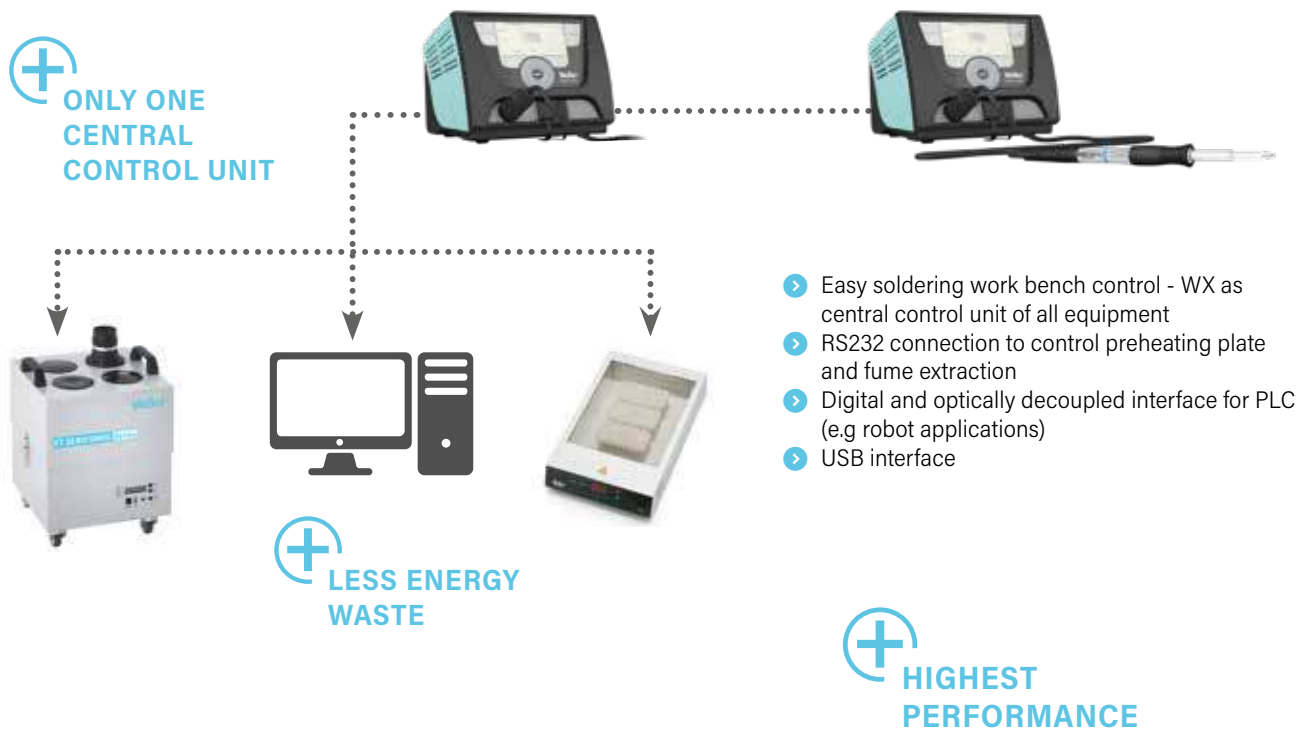 ONLY ONE
CENTRAL
CONTROL UNIT
Easy soldering work bench control - WX as
central control unit of all equipment
RS232 connection to control preheating plate
and fume extraction
Digital and optically decoupled interface for PLC
(e.g robot applications)
USB interface
Weller
LESS ENERGY
WASTE
HIGHEST
PERFORMANCE